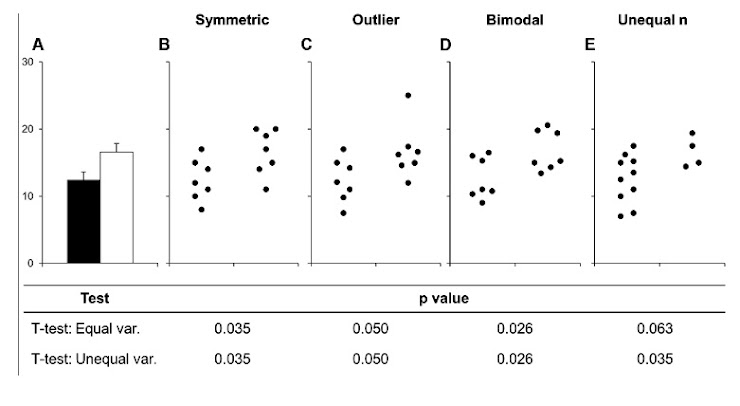 Symmetric Outlier Bimodal Unequal n
A B C D E
30
20
10
0
Test p value
T-test: Equal var. 0.035 0.050 0.026 0.063
T-test: Unequal var. 0.035 0.050 0.026 0.035